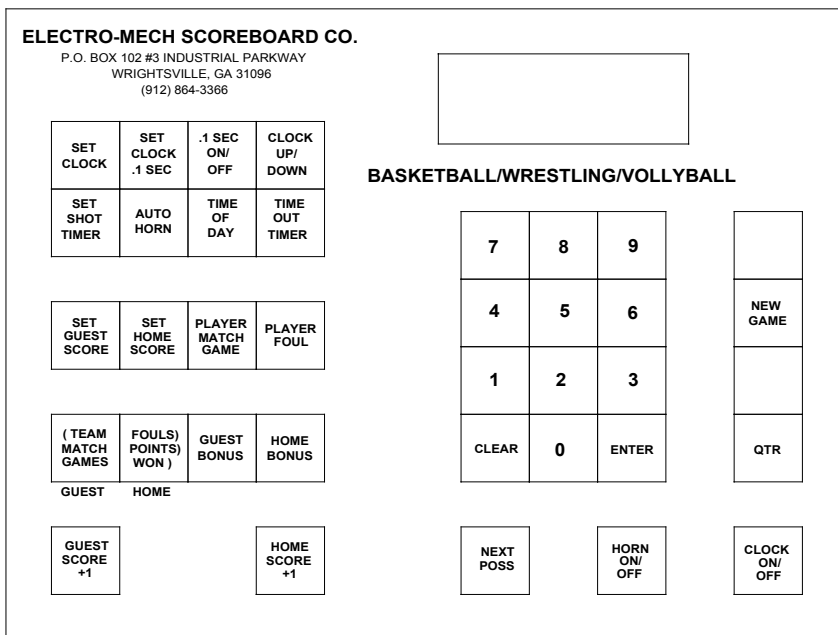 ELECTRO-MECH SCOREBOARD CO.
P.O. BOX 102 #3 INDUSTRIAL PARKWAY
WRIGHTSVILLE, GA 31096
(912) 864-3366
SET
CLOCK
SET
CLOCK
.1 SEC
.1 SEC
ON/
OFF
CLOCK
UP/
DOWN
SET
SHOT
TIMER
AUTO
HORN
TIME
OF
DAY
TIME
OUT
TIMER
SET
GUEST
SCORE
SET
HOME
SCORE
PLAYER
MATCH
GAME
PLAYER
FOUL
( TEAM
MATCH
GAMES
FOULS)
POINTS)
WON )
GUEST
BONUS
HOME
BONUS
GUEST
HOME
GUEST
SCORE
+1
HOME
SCORE
+1
BASKETBALL/WRESTLING/VOLLYBALL
7
8
9
4
5
6
1
2
3
CLEAR
0
ENTER
NEW
GAME
QTR
NEXT
POSS
HORN
ON/
OFF
CLOCK
ON/
OFF